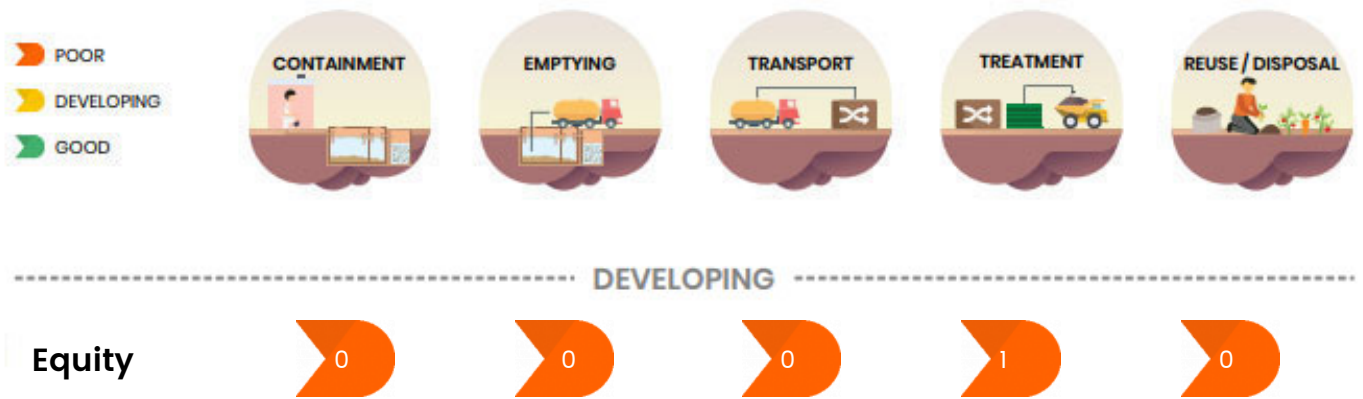 POOR
DEVELOPING
GOOD
CONTAINMENT
EMPTYING
TRANSPORT
TREATMENT
REUSE / DISPOSAL
DEVELOPING
Equity
0
0
0
1
0